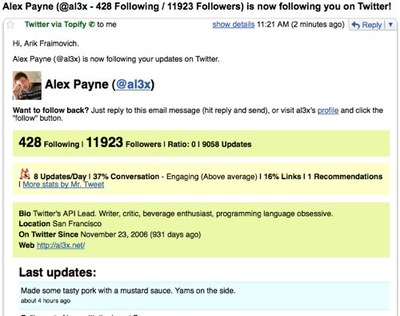 Alex Payne (@al3x - 428 Following / 11923 Followers) is now following you on Twitter!
Twitter via Topify to me show details 11:21 AM (2 minutes ago) Reply
Hi, Arik Fraimovich.
Alex Payne (@al3x) is now following your updates on Twitter.
Alex Payne (@al3x)
Want to follow back? Just reply to this email message (hit reply and send), or visit al3x's profile and click the
"follow" button.
428 Following | 11923 Followers | Ratio: 0 | 9058 Updates
8 Updates/Day | 37% Conversation - Engaging (Above average) | 16% Links | 1 Recommendations
| More stats by Mr. Tweet
Bio Twitter's API Lead. Writer, critic, beverage enthusiast, programming language obsessive.
Location San Francisco
On Twitter Since November 23, 2006 (931 days ago)
Web http://al3x.net/
Last updates:
Made some tasty pork with a mustard sauce. Yams on the side.
about 4 hours ago